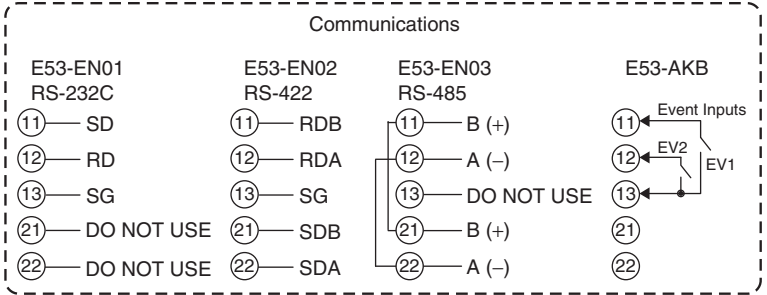 Communications
E53-EN01
RS-232C
11 SD
12 RD
13 SG
21 DO NOT USE
22 DO NOT USE
E53-EN02
RS-422
11 RDB
12 RDA
13 SG
21 SDB
22 SDA
E53-EN03
RS-485
11 B (+)
12 A (−)
13 DO NOT USE
21 B (+)
22 A (−)
E53-AKB
11 Event Inputs
12 EV2
EV1
13
21
22